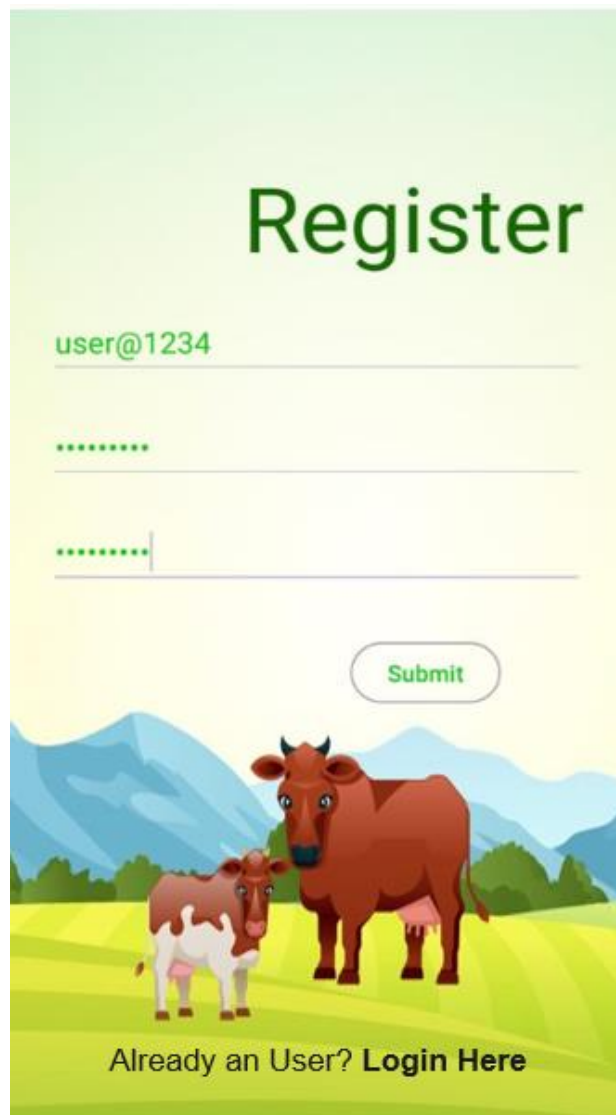 Register
user@1234
•••••••••
•••••••••
Submit
Already an User? Login Here